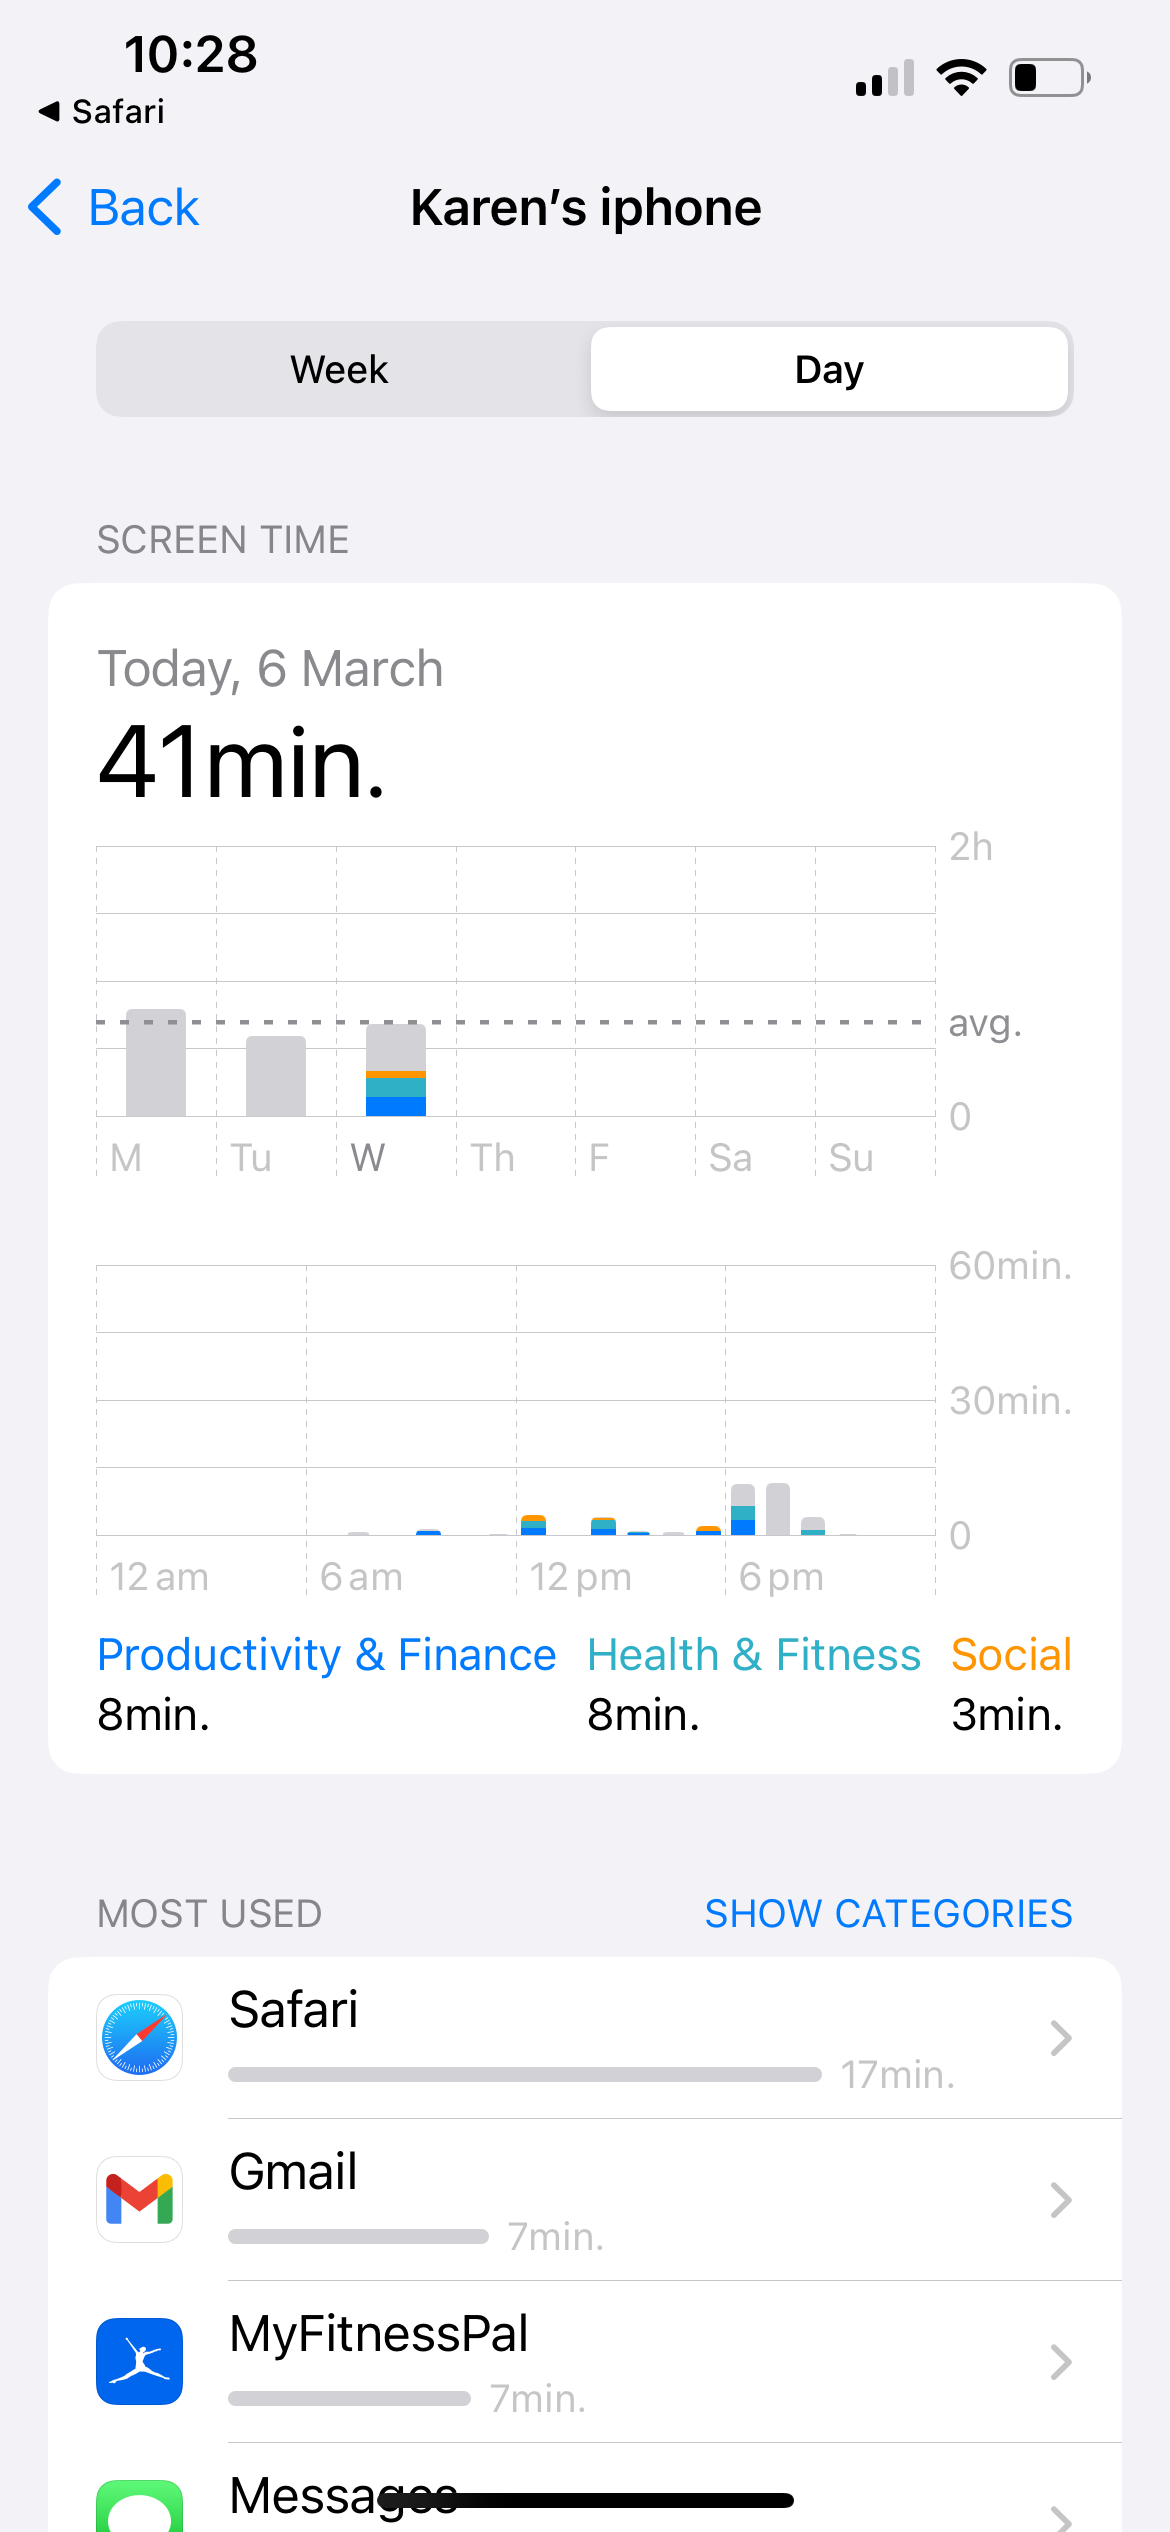 10:28
◀ Safari
Back Karen’s iphone
Week Day
SCREEN TIME
Today, 6 March
41min.
2h
avg.
0
M Tu W Th F Sa Su
60min.
30min.
0
12 am 6 am 12 pm 6 pm
Productivity & Finance Health & Fitness Social
8min. 8min. 3min.
MOST USED SHOW CATEGORIES
Safari
17min.
Gmail
7min.
MyFitnessPal
7min.
Messages